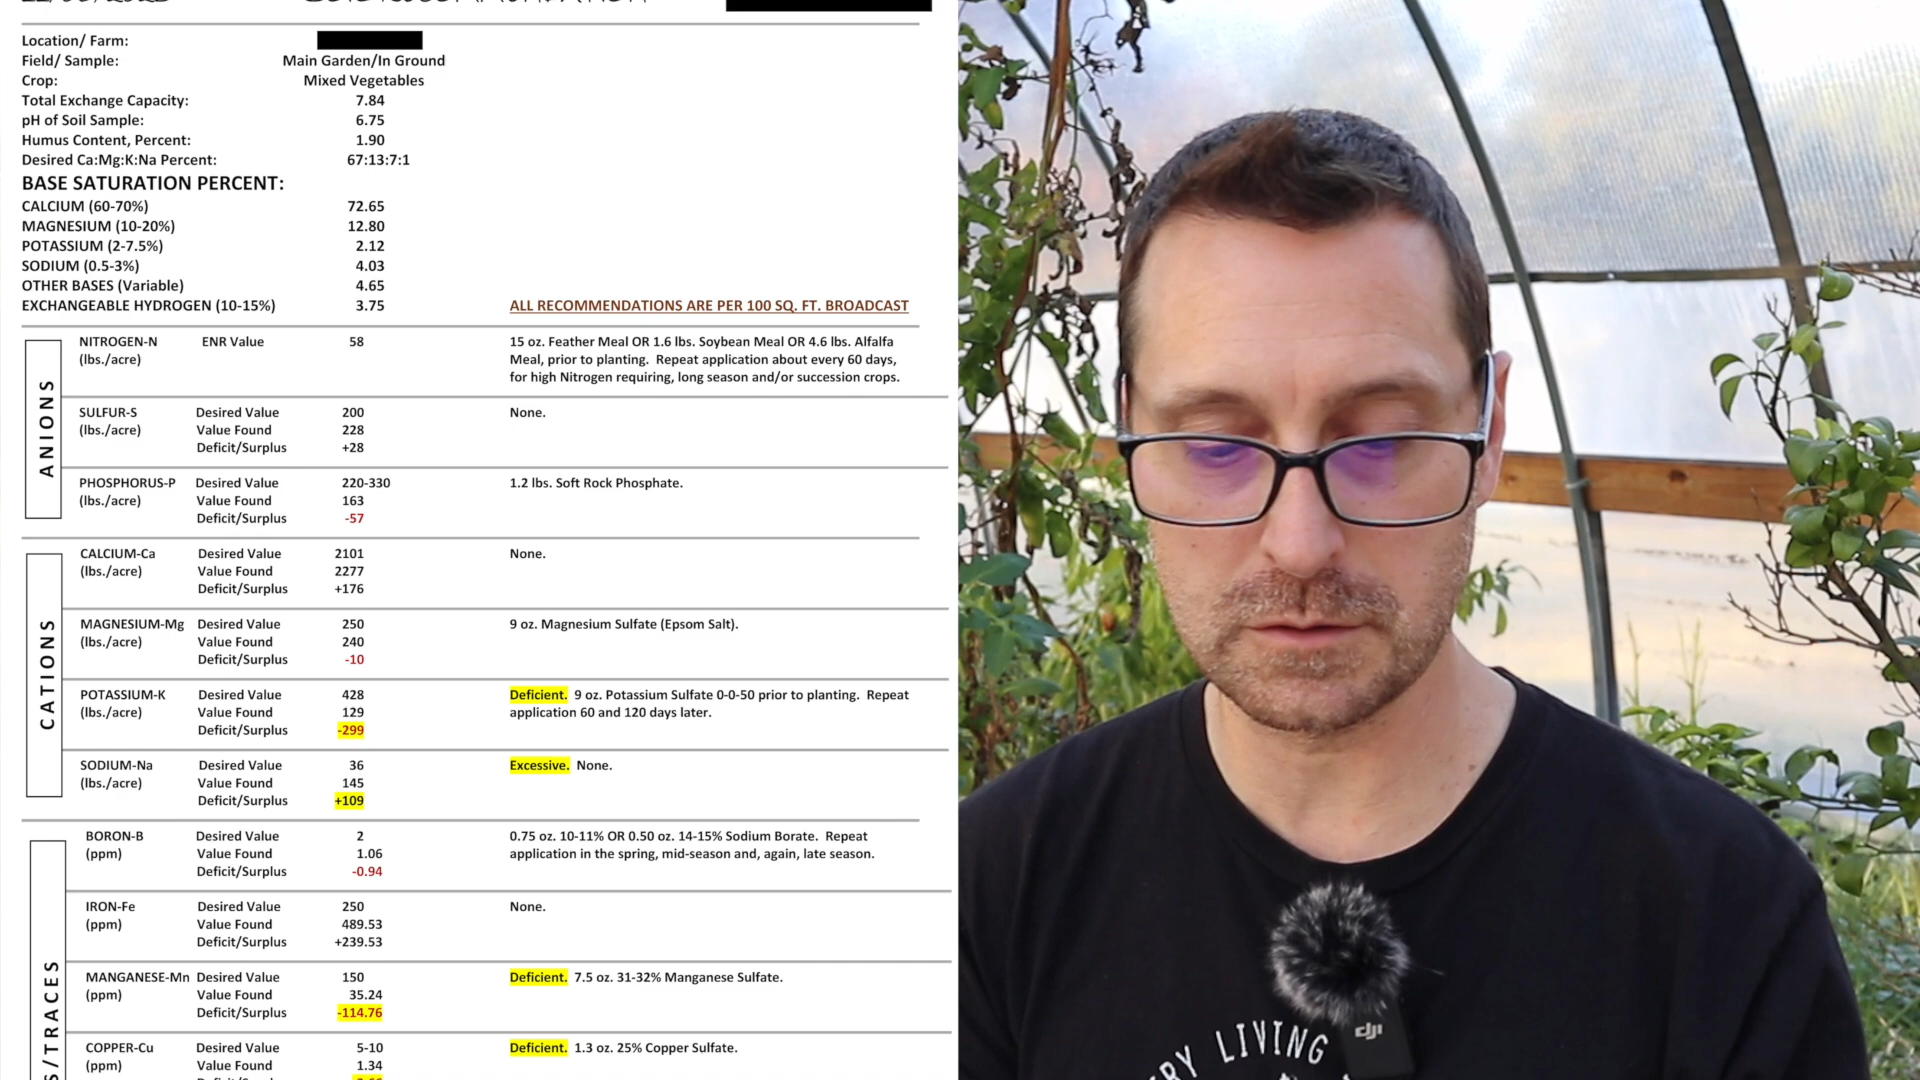 Location/ Farm:
Field/ Sample: Main Garden/In Ground
Crop: Mixed Vegetables
Total Exchange Capacity: 7.84
pH of Soil Sample: 6.75
Humus Content, Percent: 1.90
Desired Ca:Mg:K:Na Percent: 67:13:7:1
BASE SATURATION PERCENT:
CALCIUM (60-70%) 72.65
MAGNESIUM (10-20%) 12.80
POTASSIUM (2-7.5%) 2.12
SODIUM (0.5-3%) 4.03
OTHER BASES (Variable) 4.65
EXCHANGEABLE HYDROGEN (10-15%) 3.75 ALL RECOMMENDATIONS ARE PER 100 SQ. FT. BROADCAST
ANIONS
NITROGEN-N ENR Value 58 15 oz. Feather Meal OR 1.6 lbs. Soybean Meal OR 4.6 lbs. Alfalfa
(lbs./acre) Meal, prior to planting. Repeat application about every 60 days,
for high Nitrogen requiring, long season and/or succession crops.
SULFUR-S Desired Value 200 None.
(lbs./acre) Value Found 228
Deficit/Surplus +28
PHOSPHORUS-P Desired Value 220-330 1.2 lbs. Soft Rock Phosphate.
(lbs./acre) Value Found 163
Deficit/Surplus -57
CATIONS
CALCIUM-Ca Desired Value 2101 None.
(lbs./acre) Value Found 2277
Deficit/Surplus +176
MAGNESIUM-Mg Desired Value 250 9 oz. Magnesium Sulfate (Epsom Salt).
(lbs./acre) Value Found 240
Deficit/Surplus -10
POTASSIUM-K Desired Value 428 Deficient. 9 oz. Potassium Sulfate 0-0-50 prior to planting. Repeat
(lbs./acre) Value Found 129 application 60 and 120 days later.
Deficit/Surplus -299
SODIUM-Na Desired Value 36 Excessive. None.
(lbs./acre) Value Found 145
Deficit/Surplus +109
S/TRACES
BORON-B Desired Value 2 0.75 oz. 10-11% OR 0.50 oz. 14-15% Sodium Borate. Repeat
(ppm) Value Found 1.06 application in the spring, mid-season and, again, late season.
Deficit/Surplus -0.94
IRON-Fe Desired Value 250 None.
(ppm) Value Found 489.53
Deficit/Surplus +239.53
MANGANESE-Mn Desired Value 150 Deficient. 7.5 oz. 31-32% Manganese Sulfate.
(ppm) Value Found 35.24
Deficit/Surplus -114.76
COPPER-Cu Desired Value 5-10 Deficient. 1.3 oz. 25% Copper Sulfate.
(ppm) Value Found 1.34
dji
RY LIVING